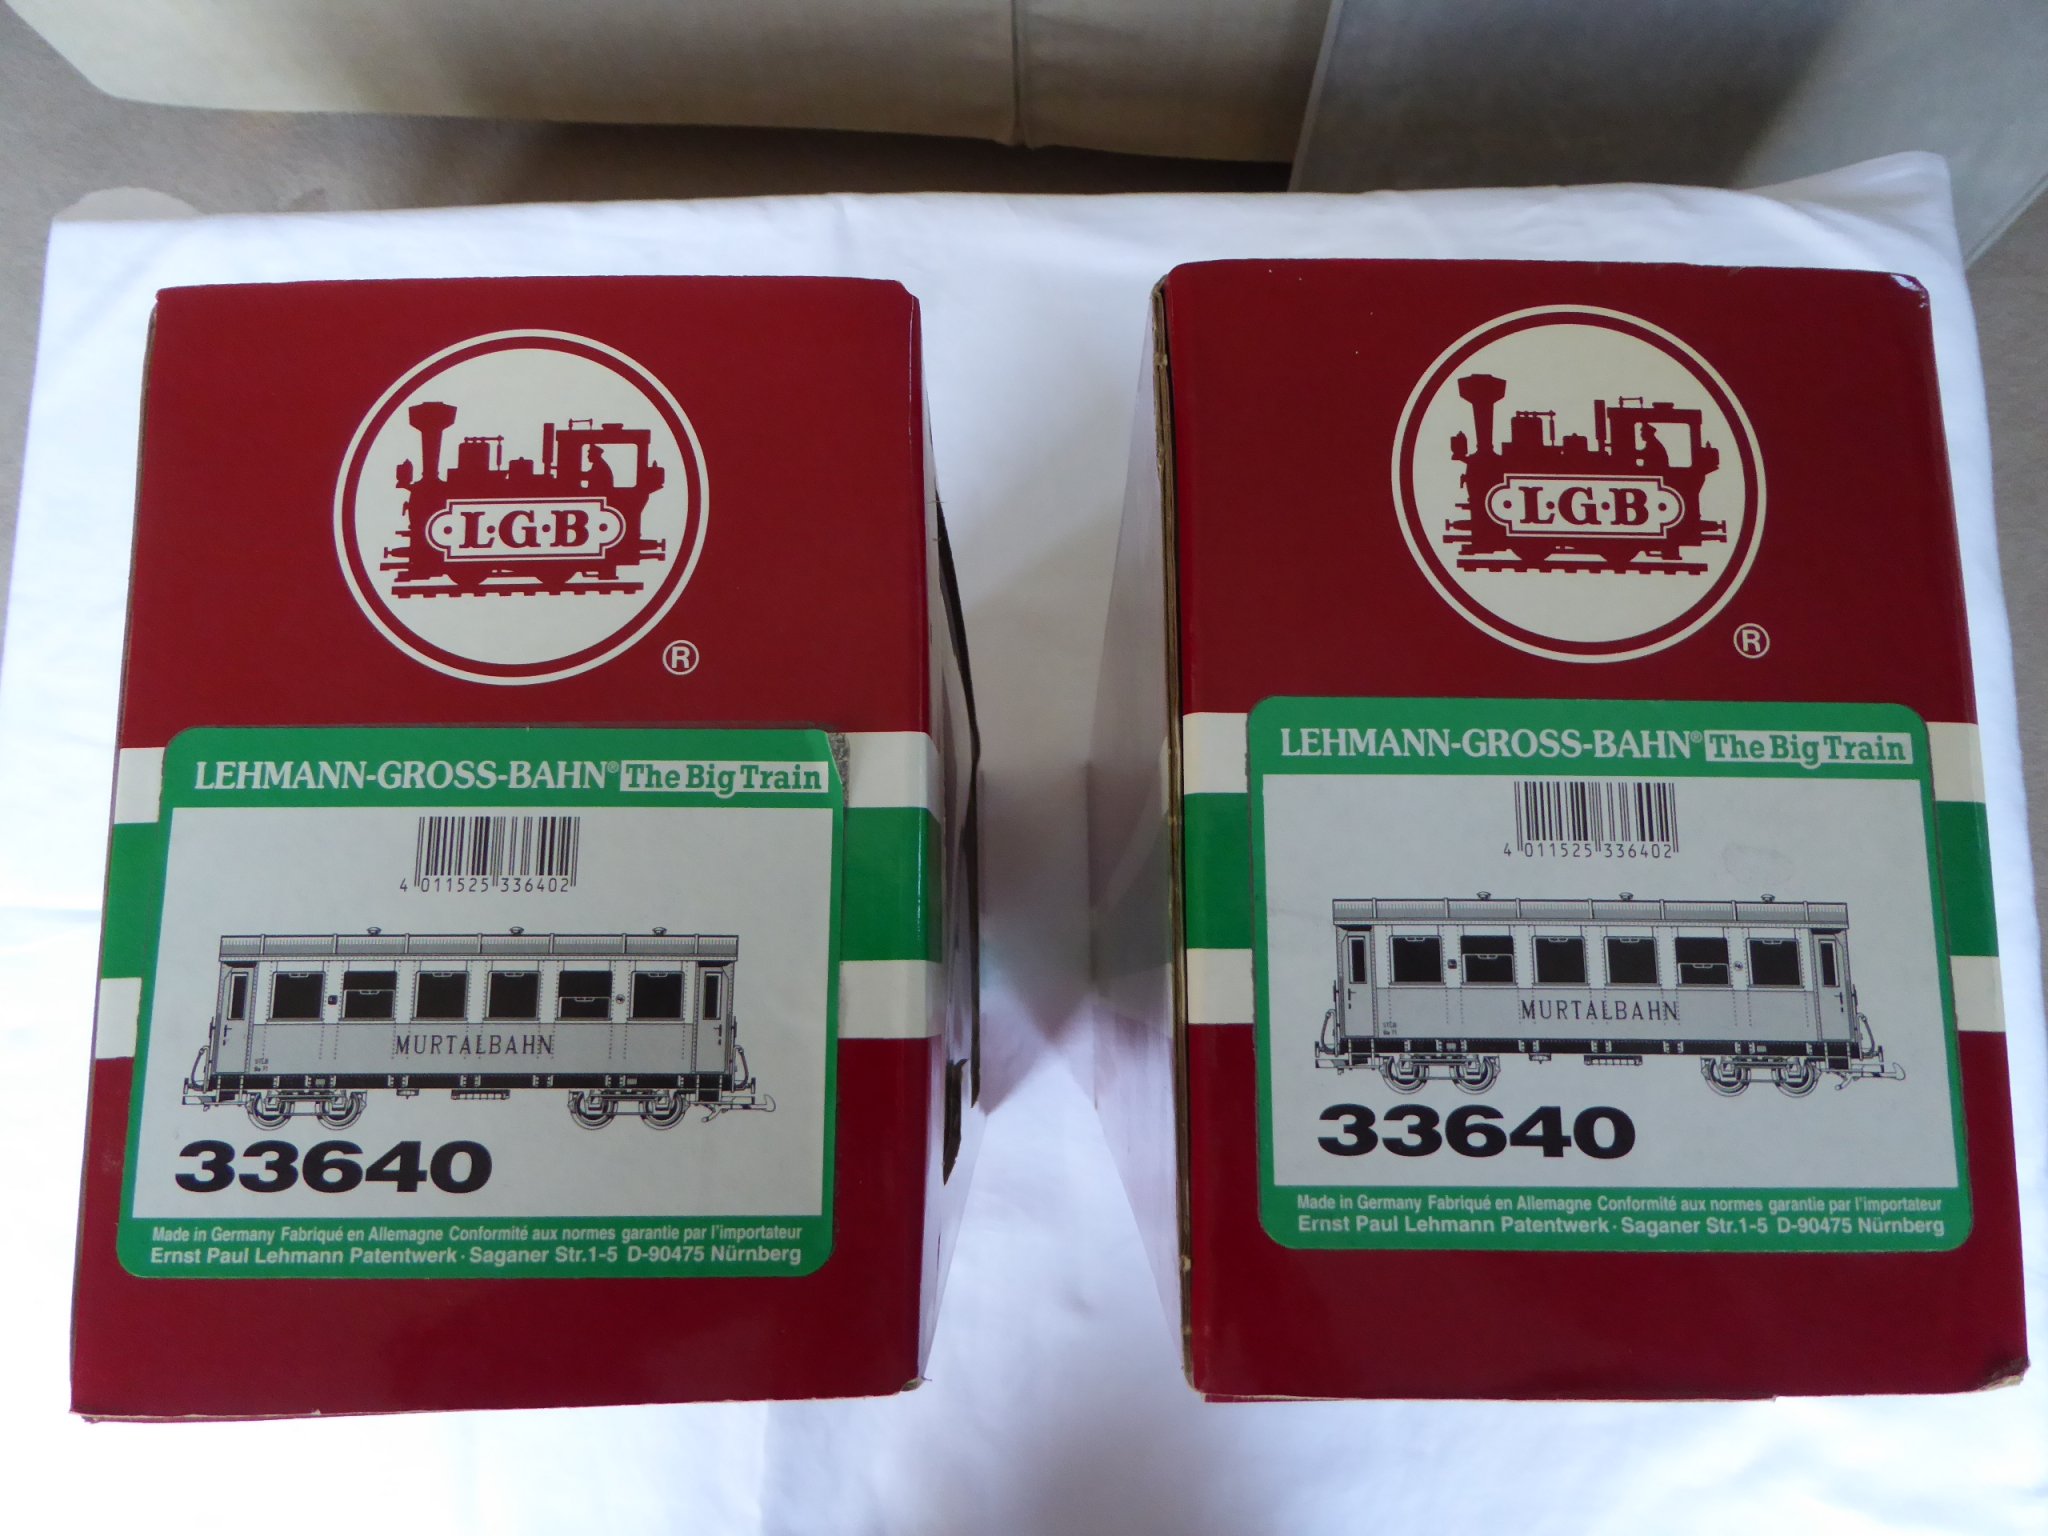 L·G·B
®
LEHMANN-GROSS-BAHN® The Big Train
4 011525 336402
MURTALBAHN
33640
Made in Germany Fabriqué en Allemagne Conformité aux normes garantie par l'importateur
Ernst Paul Lehmann Patentwerk · Saganer Str.1-5 D-90475 Nürnberg
L·G·B
®
LEHMANN-GROSS-BAHN® The Big Train
4 011525 336402
MURTALBAHN
33640
Made in Germany Fabriqué en Allemagne Conformité aux normes garantie par l'importateur
Ernst Paul Lehmann Patentwerk · Saganer Str.1-5 D-90475 Nürnberg